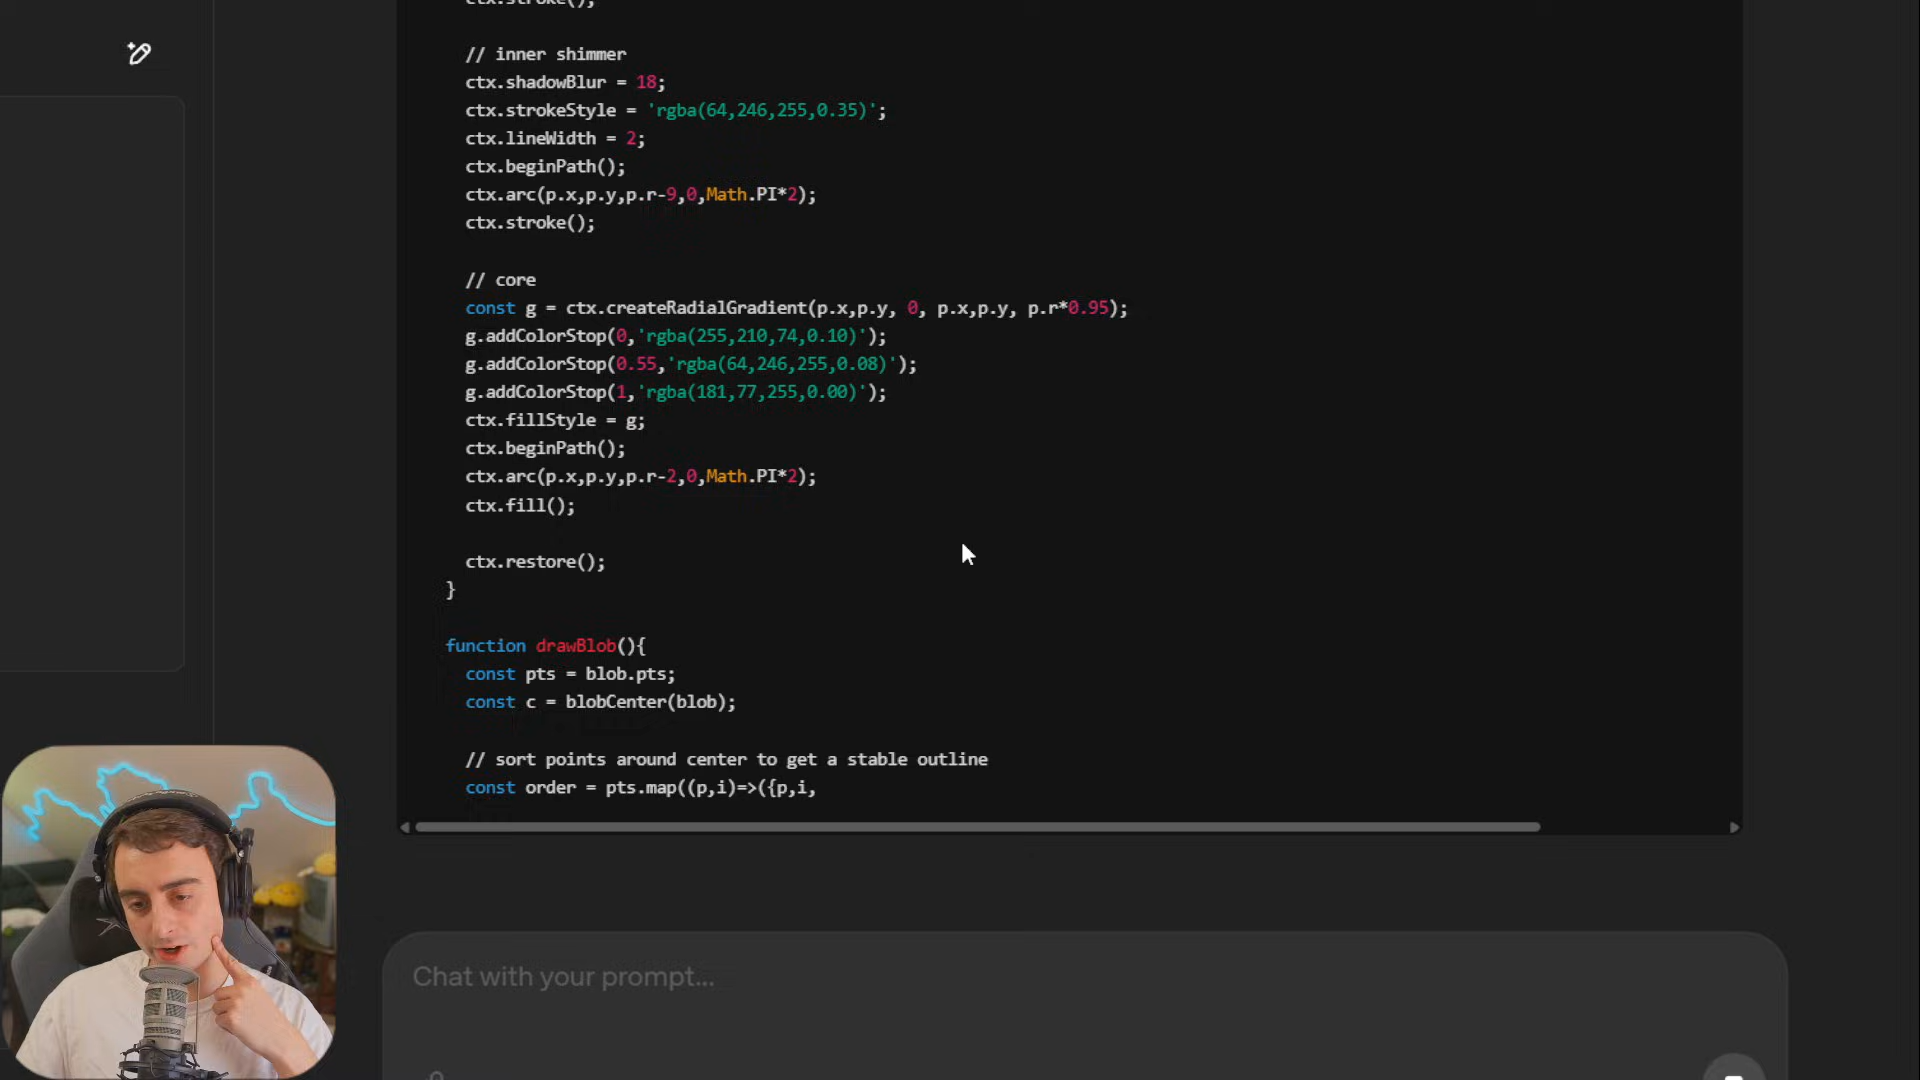 ctx.stroke();
// inner shimmer
ctx.shadowBlur = 18;
ctx.strokeStyle = 'rgba(64,246,255,0.35)';
ctx.lineWidth = 2;
ctx.beginPath();
ctx.arc(p.x,p.y,p.r-9,0,Math.PI*2);
ctx.stroke();
// core
const g = ctx.createRadialGradient(p.x,p.y, 0, p.x,p.y, p.r*0.95);
g.addColorStop(0,'rgba(255,210,74,0.10)');
g.addColorStop(0.55,'rgba(64,246,255,0.08)');
g.addColorStop(1,'rgba(181,77,255,0.00)');
ctx.fillStyle = g;
ctx.beginPath();
ctx.arc(p.x,p.y,p.r-2,0,Math.PI*2);
ctx.fill();
ctx.restore();
}
function drawBlob(){
const pts = blob.pts;
const c = blobCenter(blob);
// sort points around center to get a stable outline
const order = pts.map((p,i)=>({p,i,
Chat with your prompt...